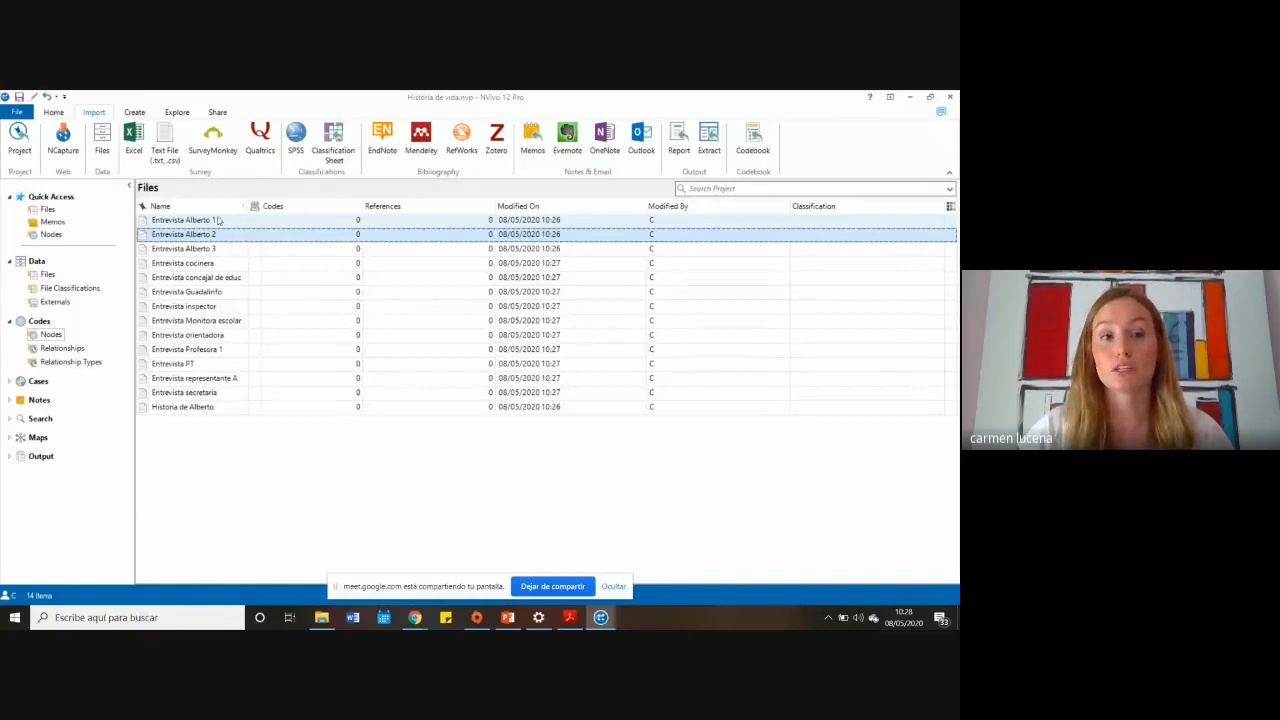 Historia de vida.nvp - NVivo 12 Pro
File Home Import Create Explore Share
Project NCapture Files Excel Text File (.txt, .csv) SurveyMonkey Qualtrics SPSS Classification Sheet EndNote Mendeley RefWorks Zotero Memos Evernote OneNote Outlook Report Extract Codebook
Project Web Data Survey Classifications Bibliography Notes & Email Output Codebook
Quick Access
Files
Memos
Nodes
Data
Files
File Classifications
Externals
Codes
Nodes
Relationships
Relationship Types
Cases
Notes
Search
Maps
Output
Files
Search Project
Name Codes References Modified On Modified By Classification
Entrevista Alberto 1 0 0 08/05/2020 10:26 C
Entrevista Alberto 2 0 0 08/05/2020 10:26 C
Entrevista Alberto 3 0 0 08/05/2020 10:26 C
Entrevista cocinera 0 0 08/05/2020 10:27 C
Entrevista concejal de educ 0 0 08/05/2020 10:27 C
Entrevista Guadalinfo 0 0 08/05/2020 10:27 C
Entrevista inspector 0 0 08/05/2020 10:27 C
Entrevista Monitora escolar 0 0 08/05/2020 10:27 C
Entrevista orientadora 0 0 08/05/2020 10:27 C
Entrevista Profesora 1 0 0 08/05/2020 10:27 C
Entrevista PT 0 0 08/05/2020 10:27 C
Entrevista representante A 0 0 08/05/2020 10:27 C
Entrevista secretaria 0 0 08/05/2020 10:27 C
Historia de Alberto 0 0 08/05/2020 10:26 C
carmen lucena
meet.google.com está compartiendo tu pantalla. Dejar de compartir Ocultar
C 14 Items
Escribe aquí para buscar
10:28
08/05/2020
33